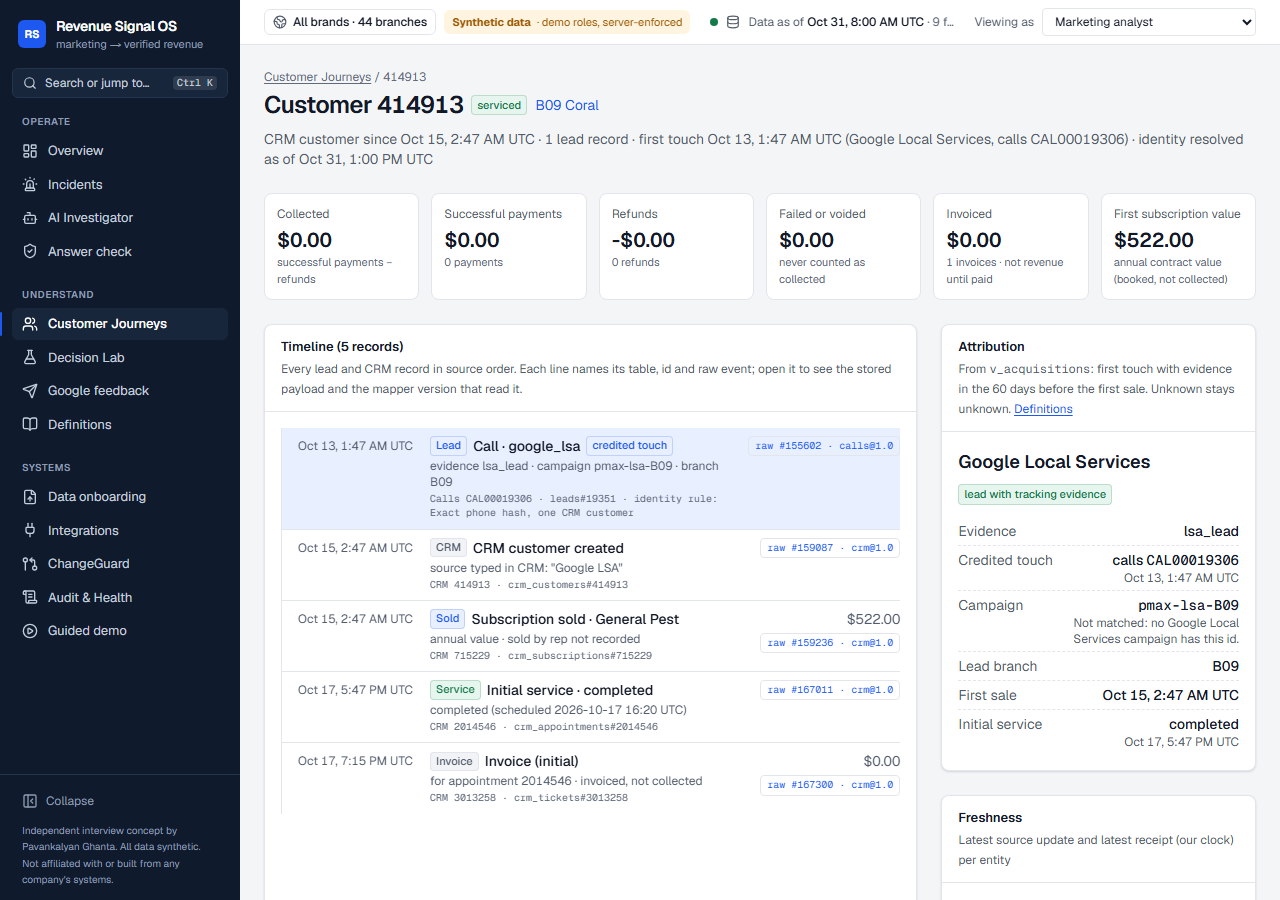 RS
Revenue Signal OS
marketing → verified revenue
Search or jump to... Ctrl K
OPERATE
Overview
Incidents
AI Investigator
Answer check
UNDERSTAND
Customer Journeys
Decision Lab
Google feedback
Definitions
SYSTEMS
Data onboarding
Integrations
ChangeGuard
Audit & Health
Guided demo
Collapse
Independent interview concept by
Pavankalyan Ghanta. All data synthetic.
Not affiliated with or built from any
company's systems.
All brands · 44 branches
Synthetic data · demo roles, server-enforced
Data as of Oct 31, 8:00 AM UTC · 9 f...
Viewing as
Marketing analyst
Customer Journeys / 414913
Customer 414913 serviced B09 Coral
CRM customer since Oct 15, 2:47 AM UTC · 1 lead record · first touch Oct 13, 1:47 AM UTC (Google Local Services, calls CAL00019306) · identity resolved
as of Oct 31, 1:00 PM UTC
Collected
$0.00
successful payments −
refunds
Successful payments
$0.00
0 payments
Refunds
-$0.00
0 refunds
Failed or voided
$0.00
never counted as
collected
Invoiced
$0.00
1 invoices · not revenue
until paid
First subscription value
$522.00
annual contract value
(booked, not collected)
Timeline (5 records)
Every lead and CRM record in source order. Each line names its table, id and raw event; open it to see the stored
payload and the mapper version that read it.
Oct 13, 1:47 AM UTC
Lead Call · google_lsa credited touch
raw #155602 · calls@1.0
evidence lsa_lead · campaign pmax-lsa-B09 · branch
B09
Calls CAL00019306 · leads#19351 · identity rule:
Exact phone hash, one CRM customer
Oct 15, 2:47 AM UTC
CRM CRM customer created
raw #159087 · crm@1.0
source typed in CRM: "Google LSA"
CRM 414913 · crm_customers#414913
Oct 15, 2:47 AM UTC
Sold Subscription sold · General Pest
$522.00
annual value · sold by rep not recorded
raw #159236 · crm@1.0
CRM 715229 · crm_subscriptions#715229
Oct 17, 5:47 PM UTC
Service Initial service · completed
raw #167011 · crm@1.0
completed (scheduled 2026-10-17 16:20 UTC)
CRM 2014546 · crm_appointments#2014546
Oct 17, 7:15 PM UTC
Invoice Invoice (initial)
$0.00
for appointment 2014546 · invoiced, not collected
raw #167300 · crm@1.0
CRM 3013258 · crm_tickets#3013258
Attribution
From v_acquisitions: first touch with evidence
in the 60 days before the first sale. Unknown stays
unknown. Definitions
Google Local Services
lead with tracking evidence
Evidence lsa_lead
Credited touch calls CAL00019306
Oct 13, 1:47 AM UTC
Campaign pmax-lsa-B09
Not matched: no Google Local
Services campaign has this id.
Lead branch B09
First sale Oct 15, 2:47 AM UTC
Initial service completed
Oct 17, 5:47 PM UTC
Freshness
Latest source update and latest receipt (our clock)
per entity